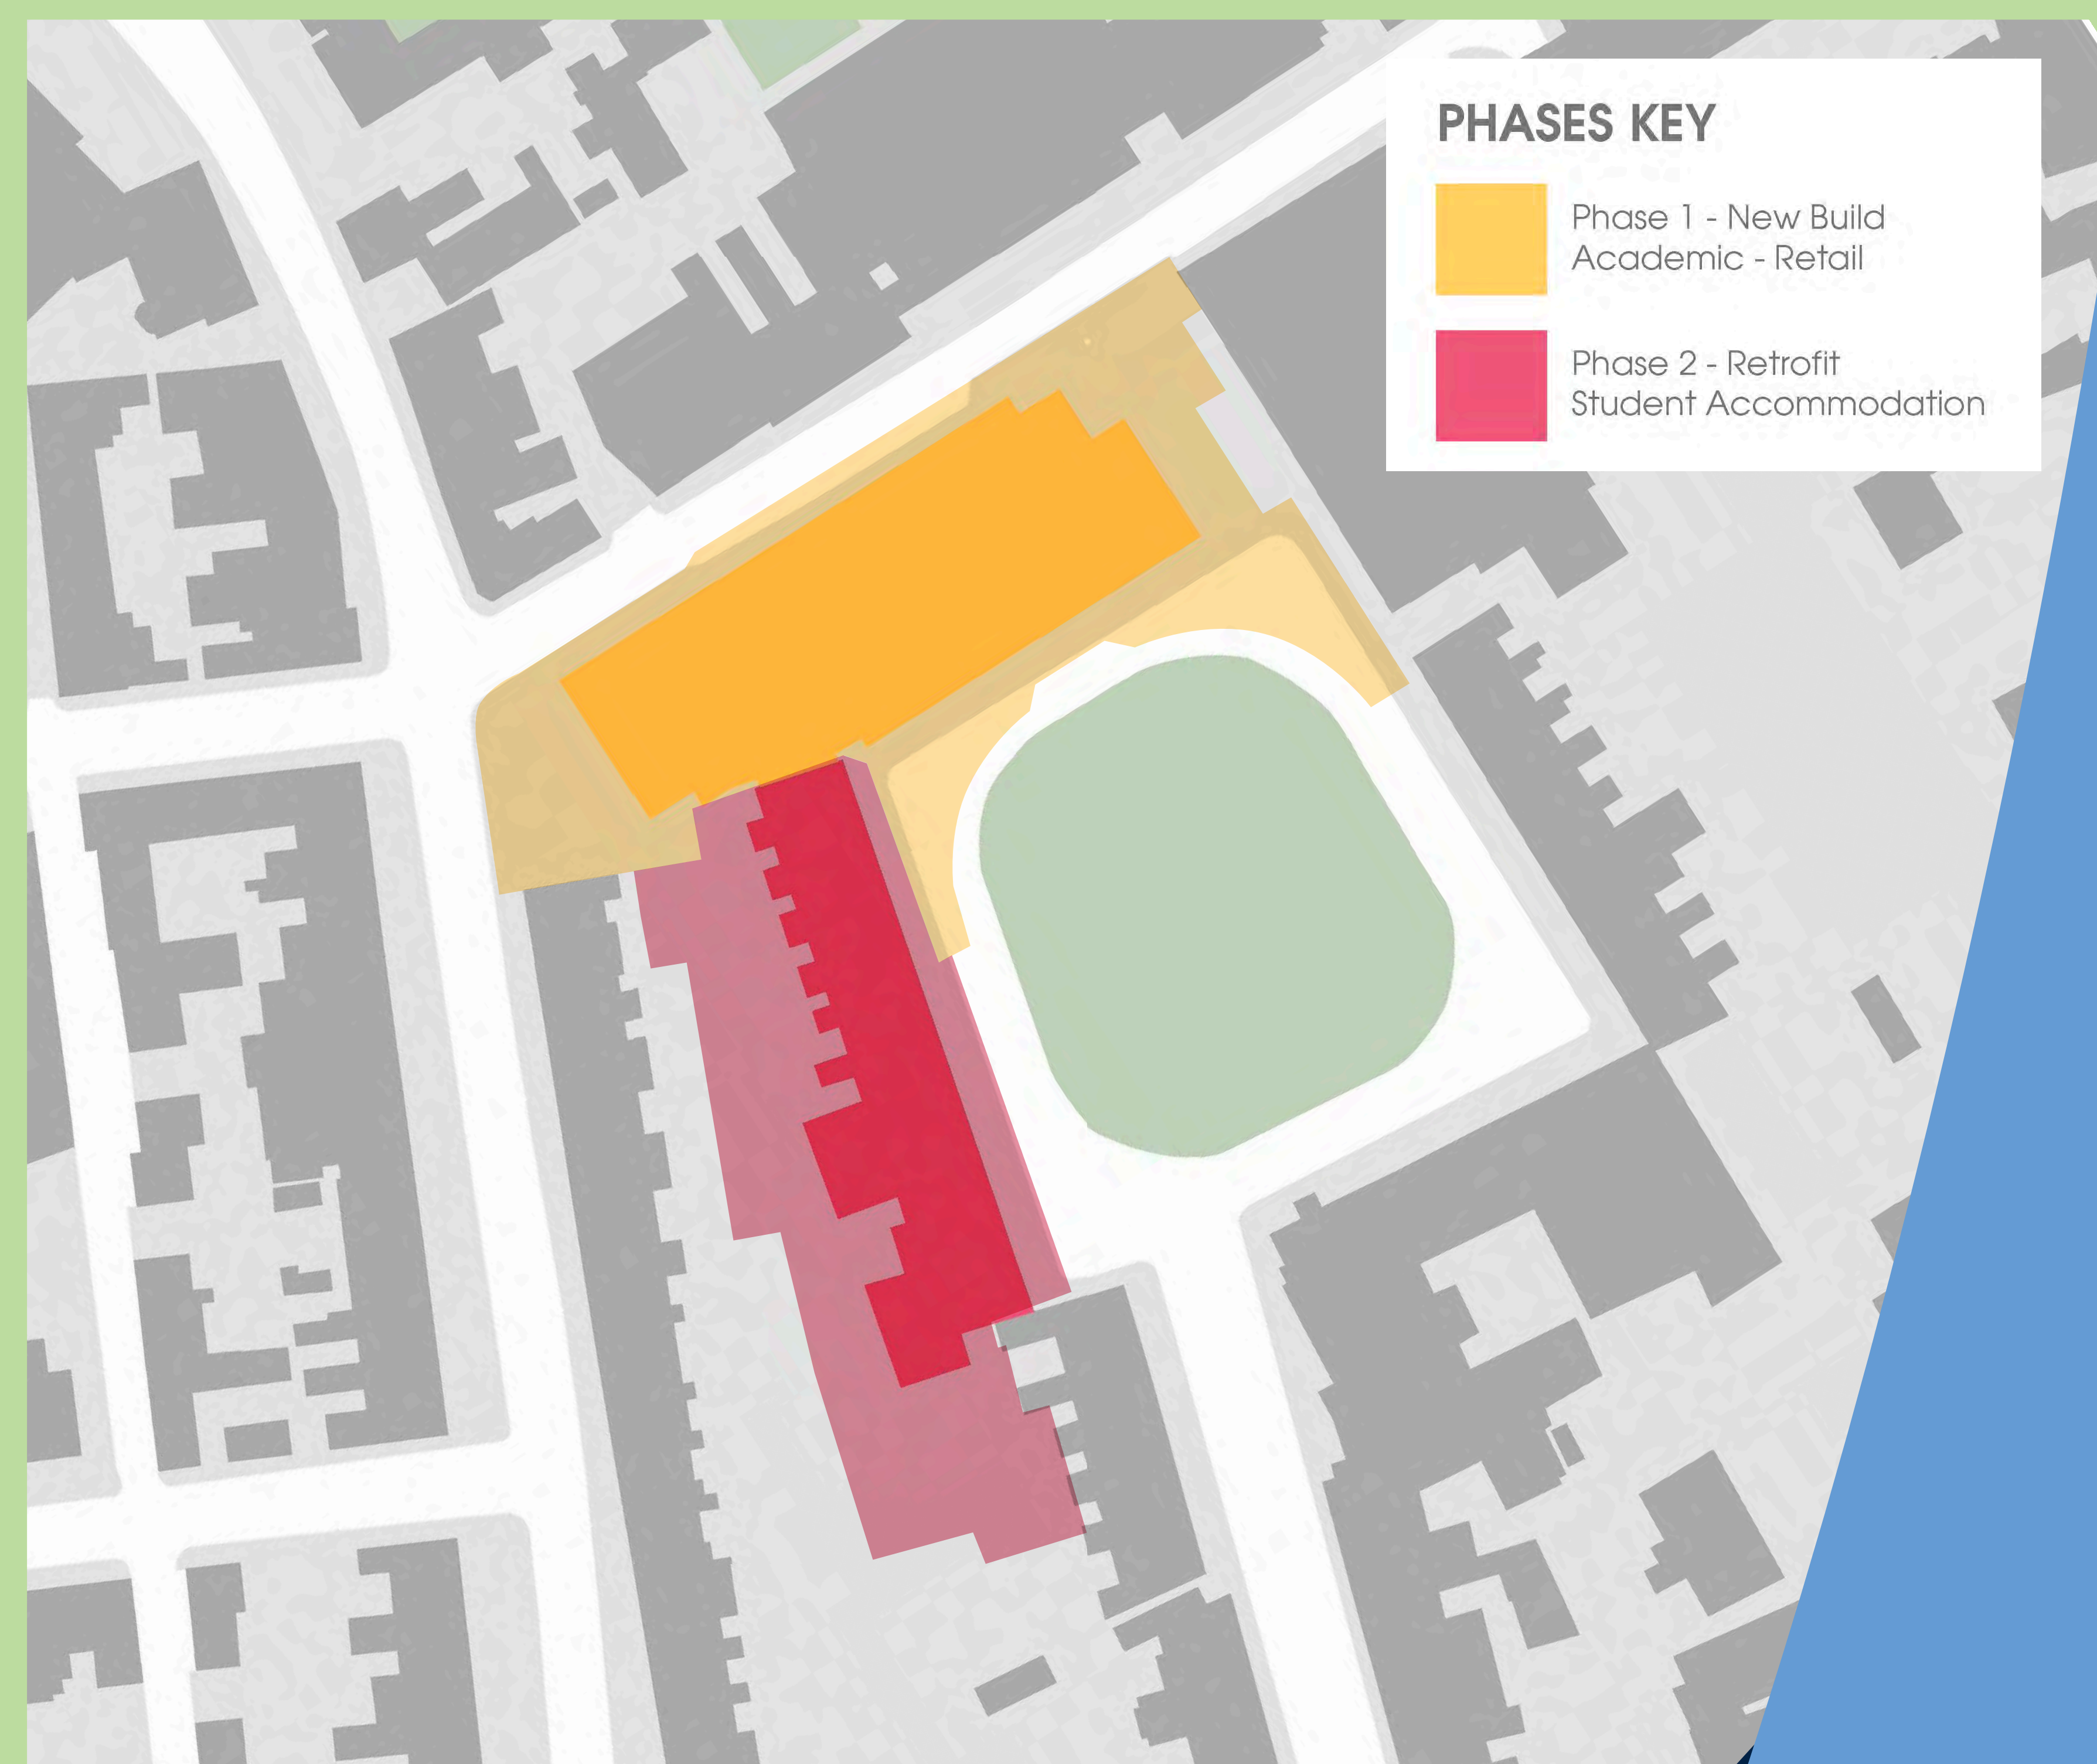 PHASES KEY
Phase 1 - New Build
Academic - Retail
Phase 2 - Retrofit
Student Accommodation